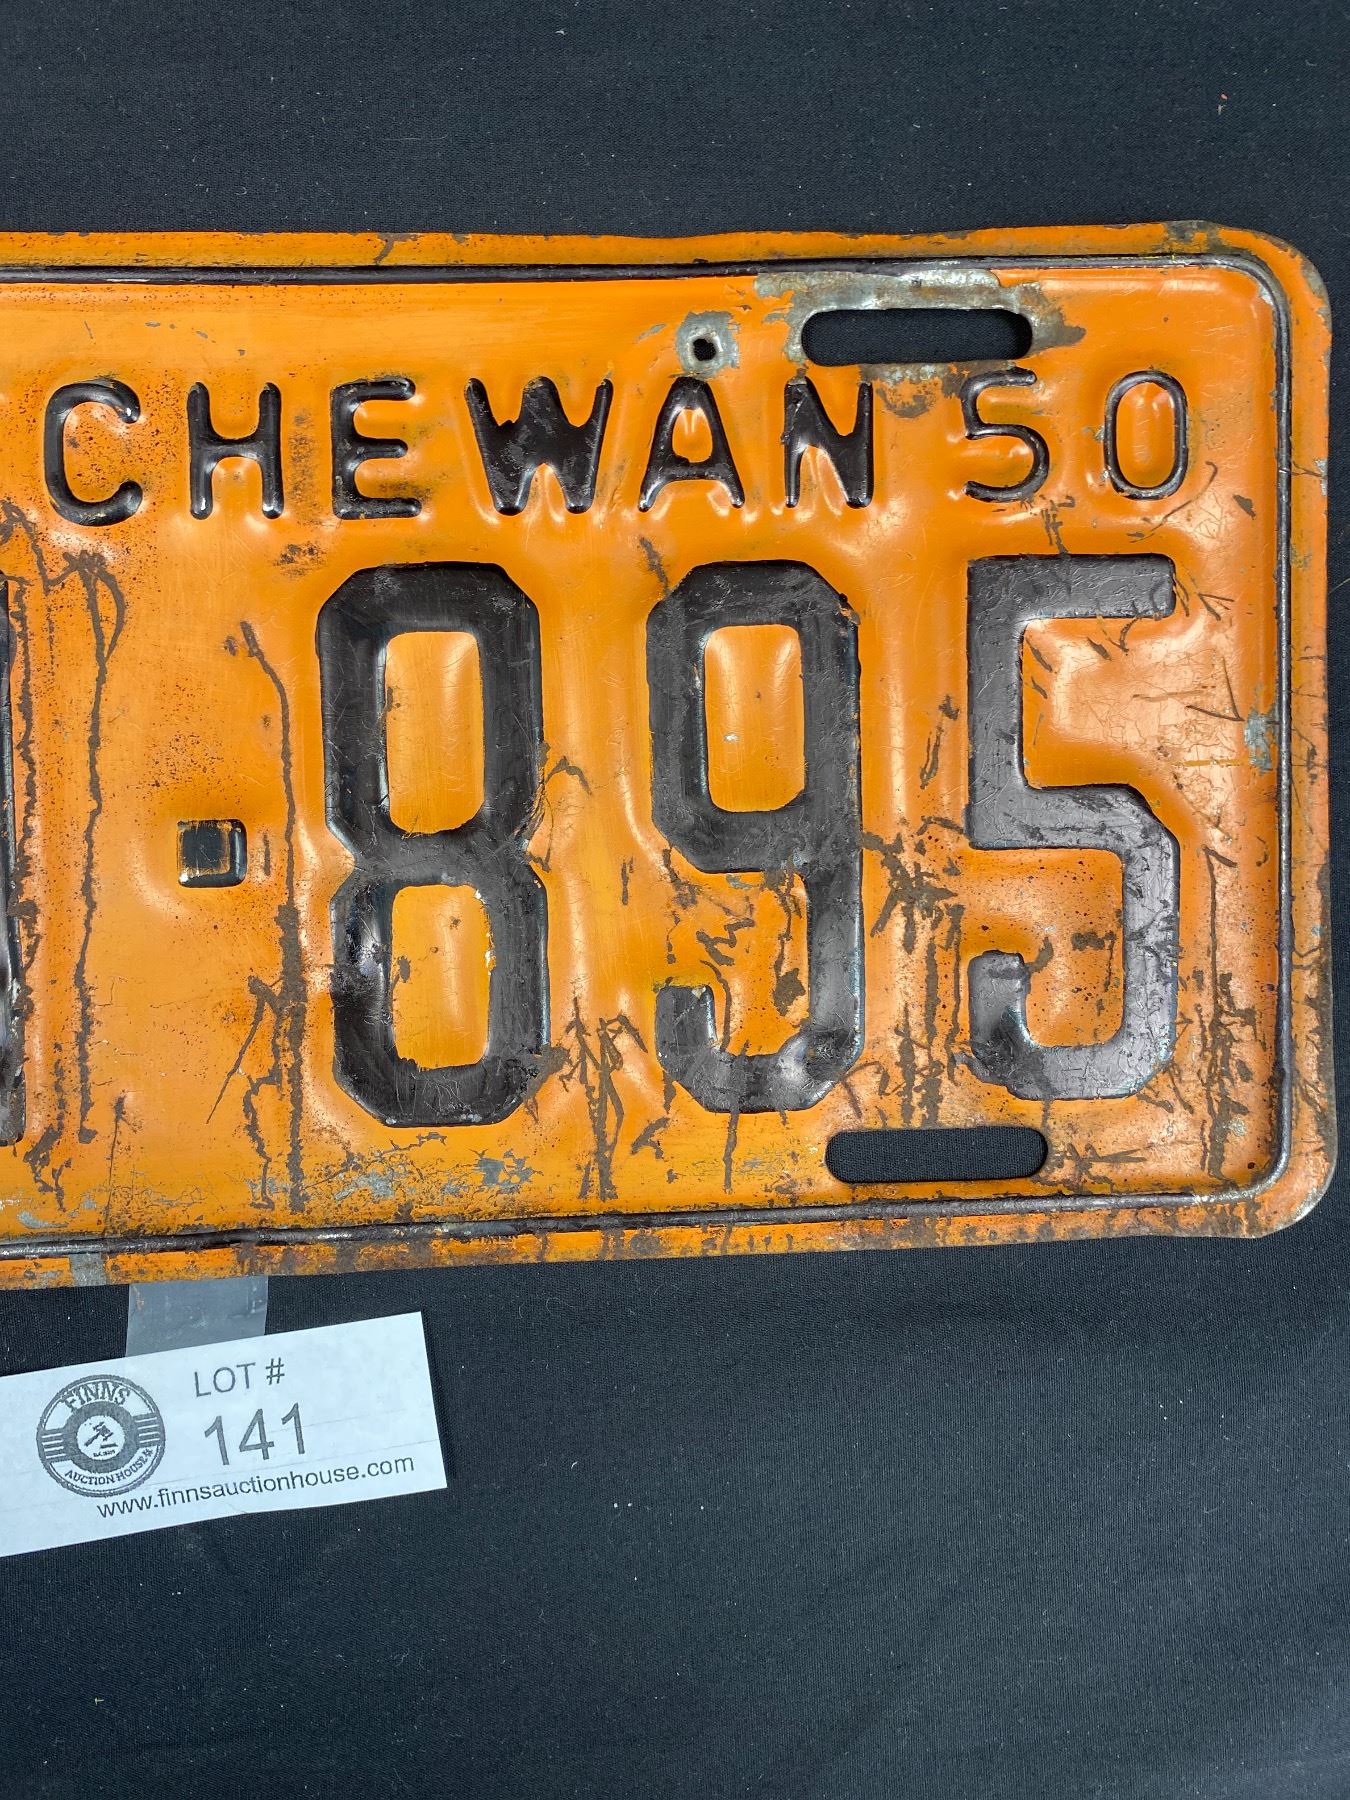 CHEWAN 50
-895
FINNS
AUCTION HOUSE
LOT #
141
www.finnsauctionhouse.com